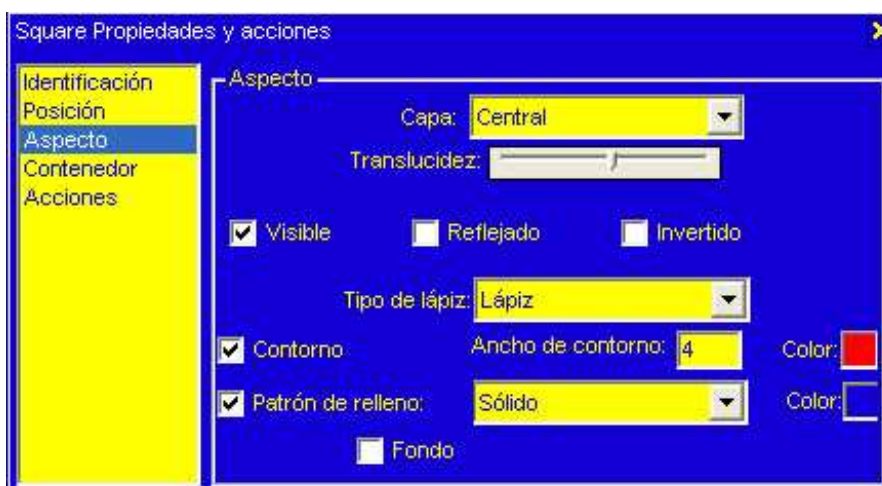 Square Propiedades y acciones
Identificación
Posición
Aspecto
Contenedor
Acciones
Aspecto
Capa: Central
Translucidez:
Visible Reflejado Invertido
Tipo de lápiz: Lápiz
Contorno Ancho de contorno: 4 Color:
Patrón de relleno: Sólido Color:
Fondo